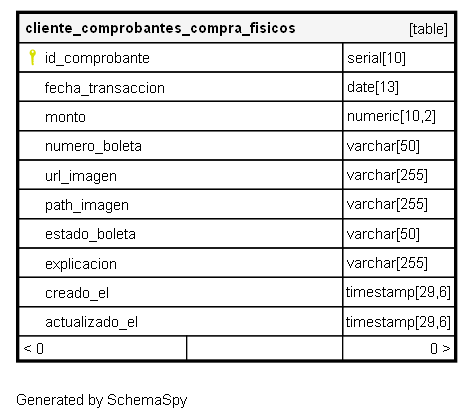 cliente_comprobantes_compra_fisicos [table]
id_comprobante serial[10]
fecha_transaccion date[13]
monto numeric[10,2]
numero_boleta varchar[50]
url_imagen varchar[255]
path_imagen varchar[255]
estado_boleta varchar[50]
explicacion varchar[255]
creado_el timestamp[29,6]
actualizado_el timestamp[29,6]
< 0 0 >
Generated by SchemaSpy